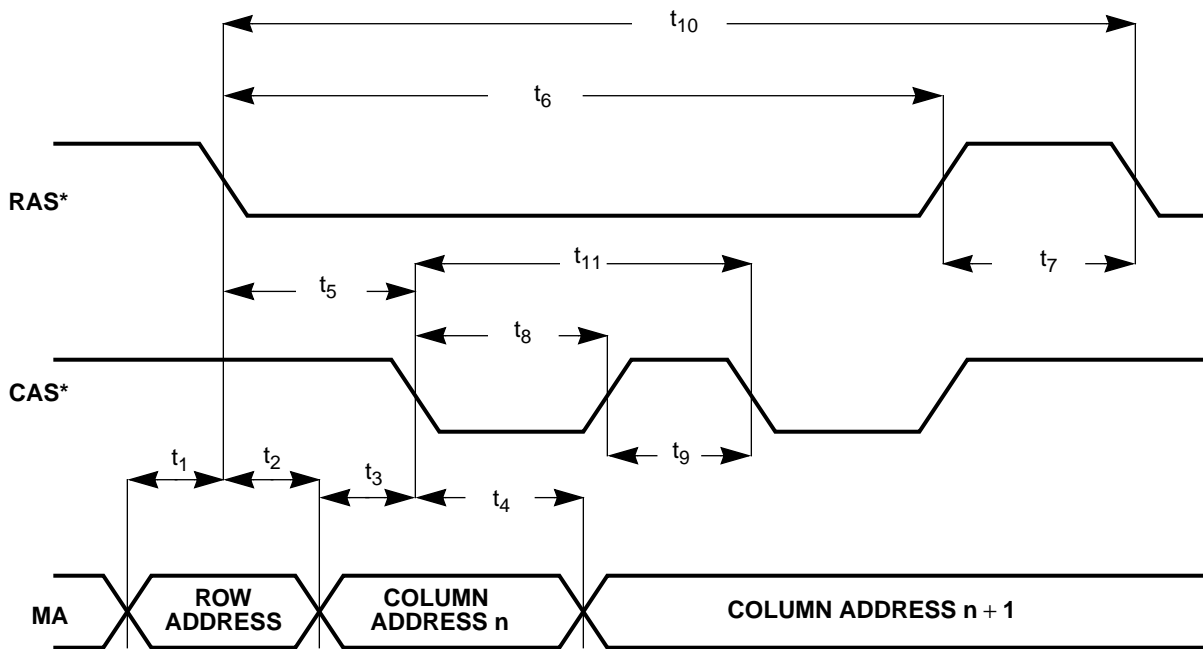 t10
t6
RAS*
t11
t7
t5
t8
CAS*
t9
t1
t2
t3
t4
MA
ROW
ADDRESS
COLUMN
ADDRESS n
COLUMN ADDRESS n + 1